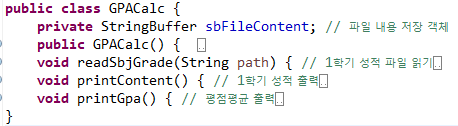 public class GPACalc {
private StringBuffer sbFileContent; // 파일 내용 저장 객체
public GPACalc() {
void readSbjGrade(String path) { // 1학기 성적 파일 읽기
void printContent() { // 1학기 성적 출력
void printGpa() { // 평점평균 출력
}